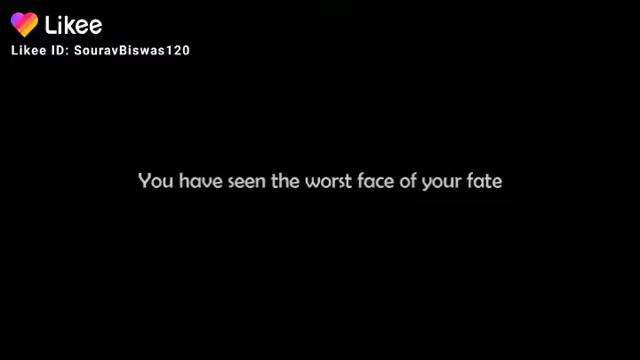 Likee
Likee ID: SouravBiswas120
You have seen the worst face of your fate